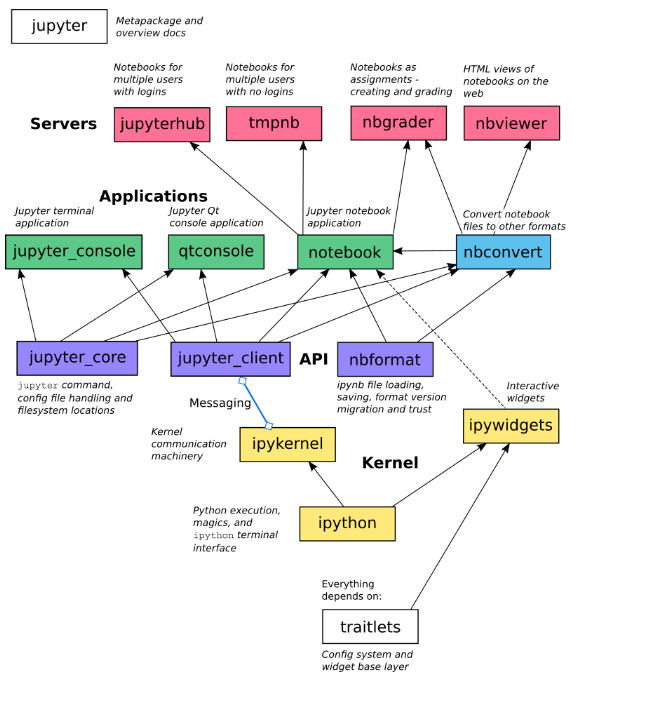 jupyter
Metapackage and
overview docs
Notebooks for
multiple users
with logins
Notebooks for
multiple users
with no logins
Notebooks as
assignments -
creating and grading
HTML views of
notebooks on the
web
Servers
jupyterhub
tmpnb
nbgrader
nbviewer
Applications
Jupyter terminal
application
Jupyter Qt
console application
Jupyter notebook
application
Convert notebook
files to other formats
jupyter_console
qtconsole
notebook
nbconvert
jupyter_core
jupyter_client
API
nbformat
jupyter command,
config file handling and
filesystem locations
ipynb file loading,
saving, format version
migration and trust
Interactive
widgets
Messaging
Kernel
communication
machinery
ipykernel
ipywidgets
Kernel
Python execution,
magics, and
ipython terminal
interface
ipython
Everything
depends on:
traitlets
Config system and
widget base layer